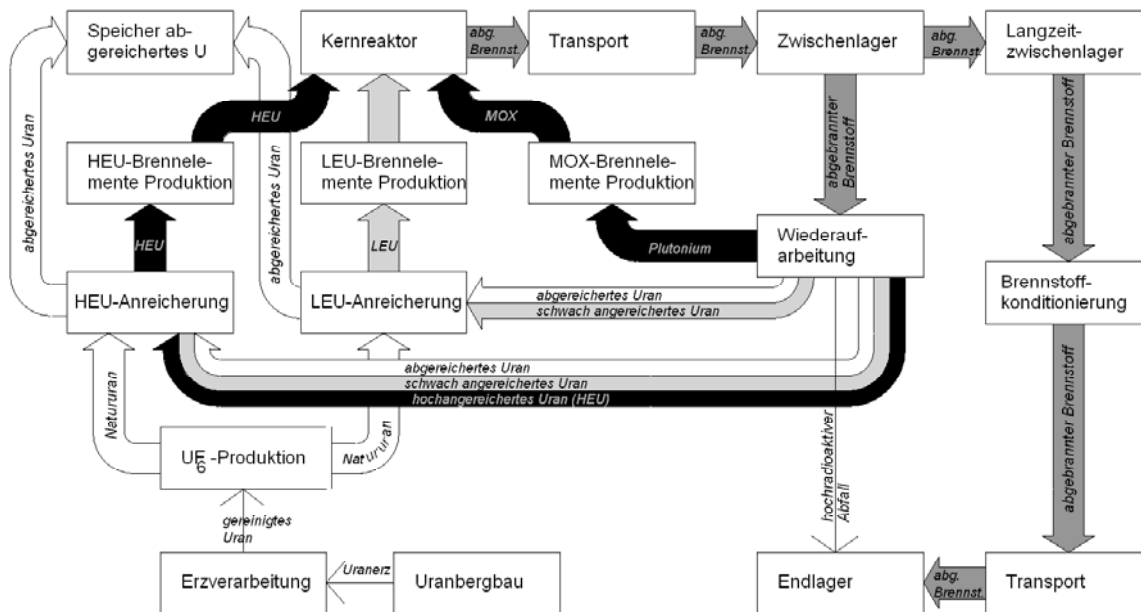 Speicher ab-
gereichertes U
Kernreaktor
abg.
Brennst.
Transport
abg.
Brennst.
Zwischenlager
abg.
Brennst.
Langzeit-
zwischenlager
HEU
MOX
abgereichertes Uran
HEU-Brennele-
mente Produktion
abgereichertes Uran
LEU-Brennele-
mente Produktion
MOX-Brennele-
mente Produktion
abgebrannter
Brennstoff
abgebrannter Brennstoff
HEU
LEU
Plutonium
Wiederauf-
arbeitung
HEU-Anreicherung
LEU-Anreicherung
abgereichertes Uran
schwach angereichertes Uran
Brennstoff-
konditionierung
abgereichertes Uran
schwach angereichertes Uran
hochangereichertes Uran (HEU)
Natururan
Natururan
UF6-Produktion
hochradioaktiver
Abfall
abgebrannter Brennstoff
gereinigtes
Uran
Erzverarbeitung
Uranerz
Uranbergbau
Endlager
abg.
Brennst.
Transport